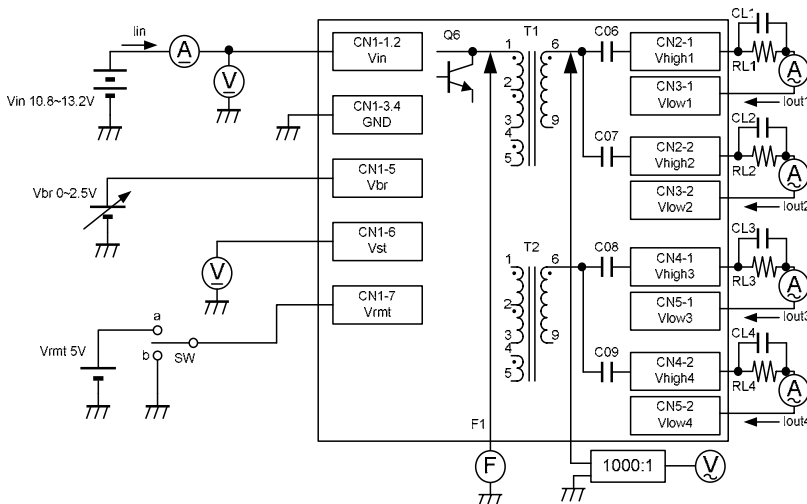 Iin
A
V
Vin 10.8~13.2V
CN1-1.2
Vin
CN1-3.4
GND
CN1-5
Vbr
Vbr 0~2.5V
CN1-6
Vst
V
CN1-7
Vrmt
Vrmt 5V
a
b
SW
Q6
T1
1
2
3
4
5
6
9
C06
C07
CN2-1
Vhigh1
CN3-1
Vlow1
CL1
RL1
A
Iout1
CN2-2
Vhigh2
CN3-2
Vlow2
CL2
RL2
A
Iout2
T2
1
2
3
4
5
6
9
C08
C09
CN4-1
Vhigh3
CN5-1
Vlow3
CL3
RL3
A
Iout3
CN4-2
Vhigh4
CN5-2
Vlow4
CL4
RL4
A
Iout4
F1
F
1000:1
V